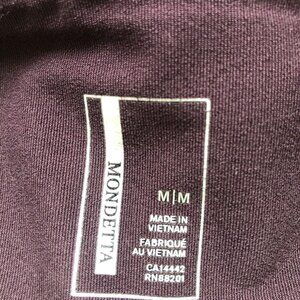 MONDETTA
M|M
MADE IN
VIETNAM
FABRIQUÉ
AU VIETNAM
CA14442
RN88201